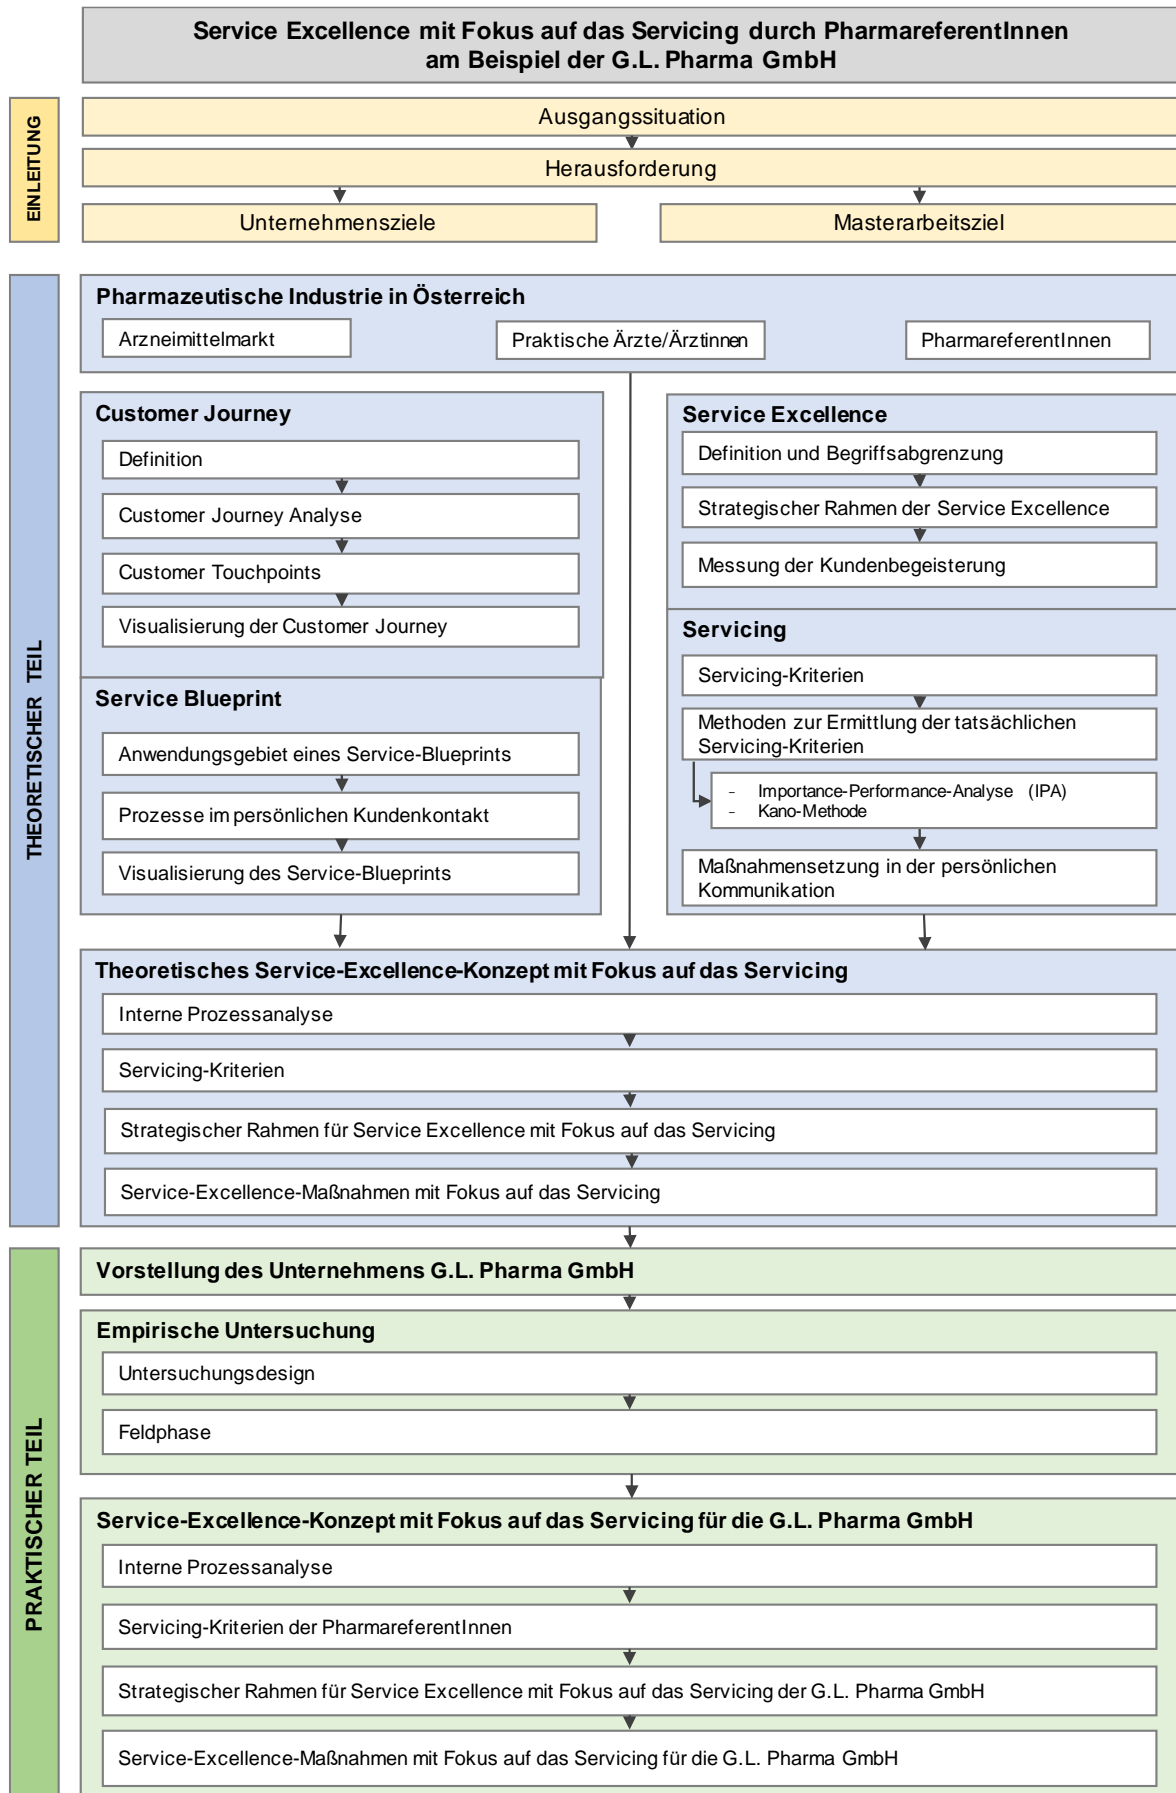 Service Excellence mit Fokus auf das Servicing durch PharmareferentInnen
am Beispiel der G.L. Pharma GmbH
EINLEITUNG
Ausgangssituation
Herausforderung
Unternehmensziele
Masterarbeitsziel
THEORETISCHER TEIL
Pharmazeutische Industrie in Österreich
Arzneimittelmarkt
Praktische Ärzte/Ärztinnen
PharmareferentInnen
Customer Journey
Definition
Customer Journey Analyse
Customer Touchpoints
Visualisierung der Customer Journey
Service Blueprint
Anwendungsgebiet eines Service-Blueprints
Prozesse im persönlichen Kundenkontakt
Visualisierung des Service-Blueprints
Service Excellence
Definition und Begriffsabgrenzung
Strategischer Rahmen der Service Excellence
Messung der Kundenbegeisterung
Servicing
Servicing-Kriterien
Methoden zur Ermittlung der tatsächlichen
Servicing-Kriterien
- Importance-Performance-Analyse (IPA)
- Kano-Methode
Maßnahmensetzung in der persönlichen
Kommunikation
Theoretisches Service-Excellence-Konzept mit Fokus auf das Servicing
Interne Prozessanalyse
Servicing-Kriterien
Strategischer Rahmen für Service Excellence mit Fokus auf das Servicing
Service-Excellence-Maßnahmen mit Fokus auf das Servicing
PRAKTISCHER TEIL
Vorstellung des Unternehmens G.L. Pharma GmbH
Empirische Untersuchung
Untersuchungsdesign
Feldphase
Service-Excellence-Konzept mit Fokus auf das Servicing für die G.L. Pharma GmbH
Interne Prozessanalyse
Servicing-Kriterien der PharmareferentInnen
Strategischer Rahmen für Service Excellence mit Fokus auf das Servicing der G.L. Pharma GmbH
Service-Excellence-Maßnahmen mit Fokus auf das Servicing für die G.L. Pharma GmbH